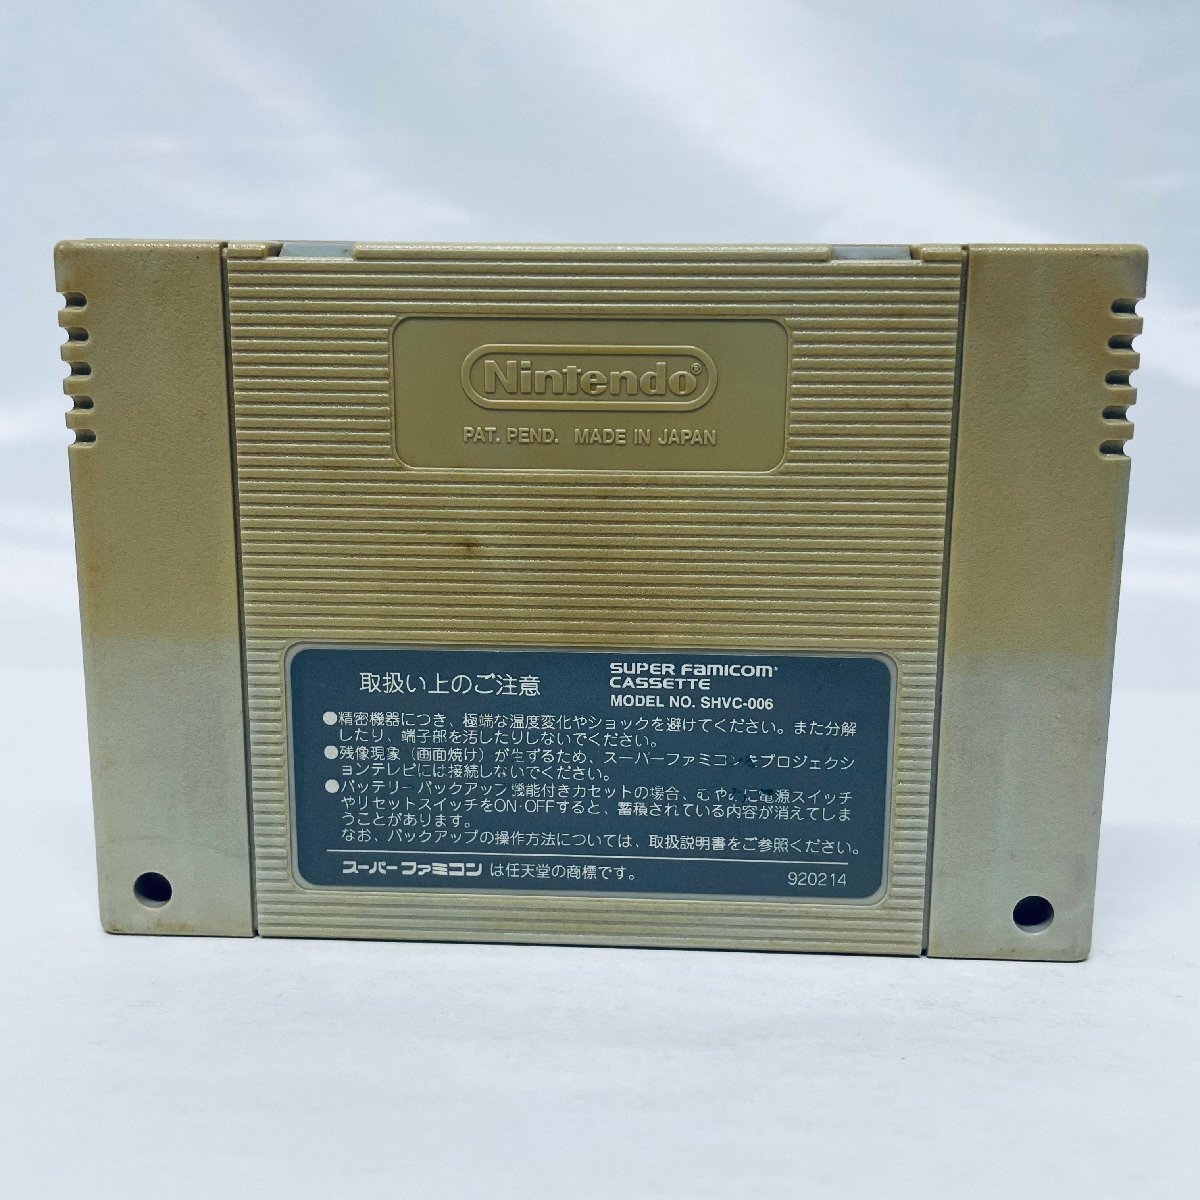 Nintendo®
PAT. PEND. MADE IN JAPAN
取扱い上のご注意
SUPER FAMICOM
CASSETTE
MODEL NO. SHVC-006
●精密機器につき、極端な温度変化やショックを避けてください。また分解
したり、端子部を汚したりしないでください。
●残像現象(画面焼け)が生ずるため、スーパーファミコンをプロジェクシ
ョンテレビには接続しないでください。
●バッテリーバックアップ機能付きカセットの場合、むやみに電源スイッチ
やリセットスイッチをON・OFFすると、蓄積されている内容が消えてしま
うことがあります。
なお、バックアップの操作方法については、取扱説明書をご参照ください。
スーパーファミコンは任天堂の商標です。
920214